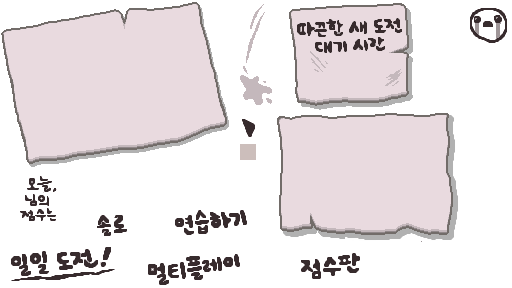 따끈한 새 도전
대기 시간
오늘,
님의
점수는
솔로
연습하기
일일 도전!
멀티플레이
점수판